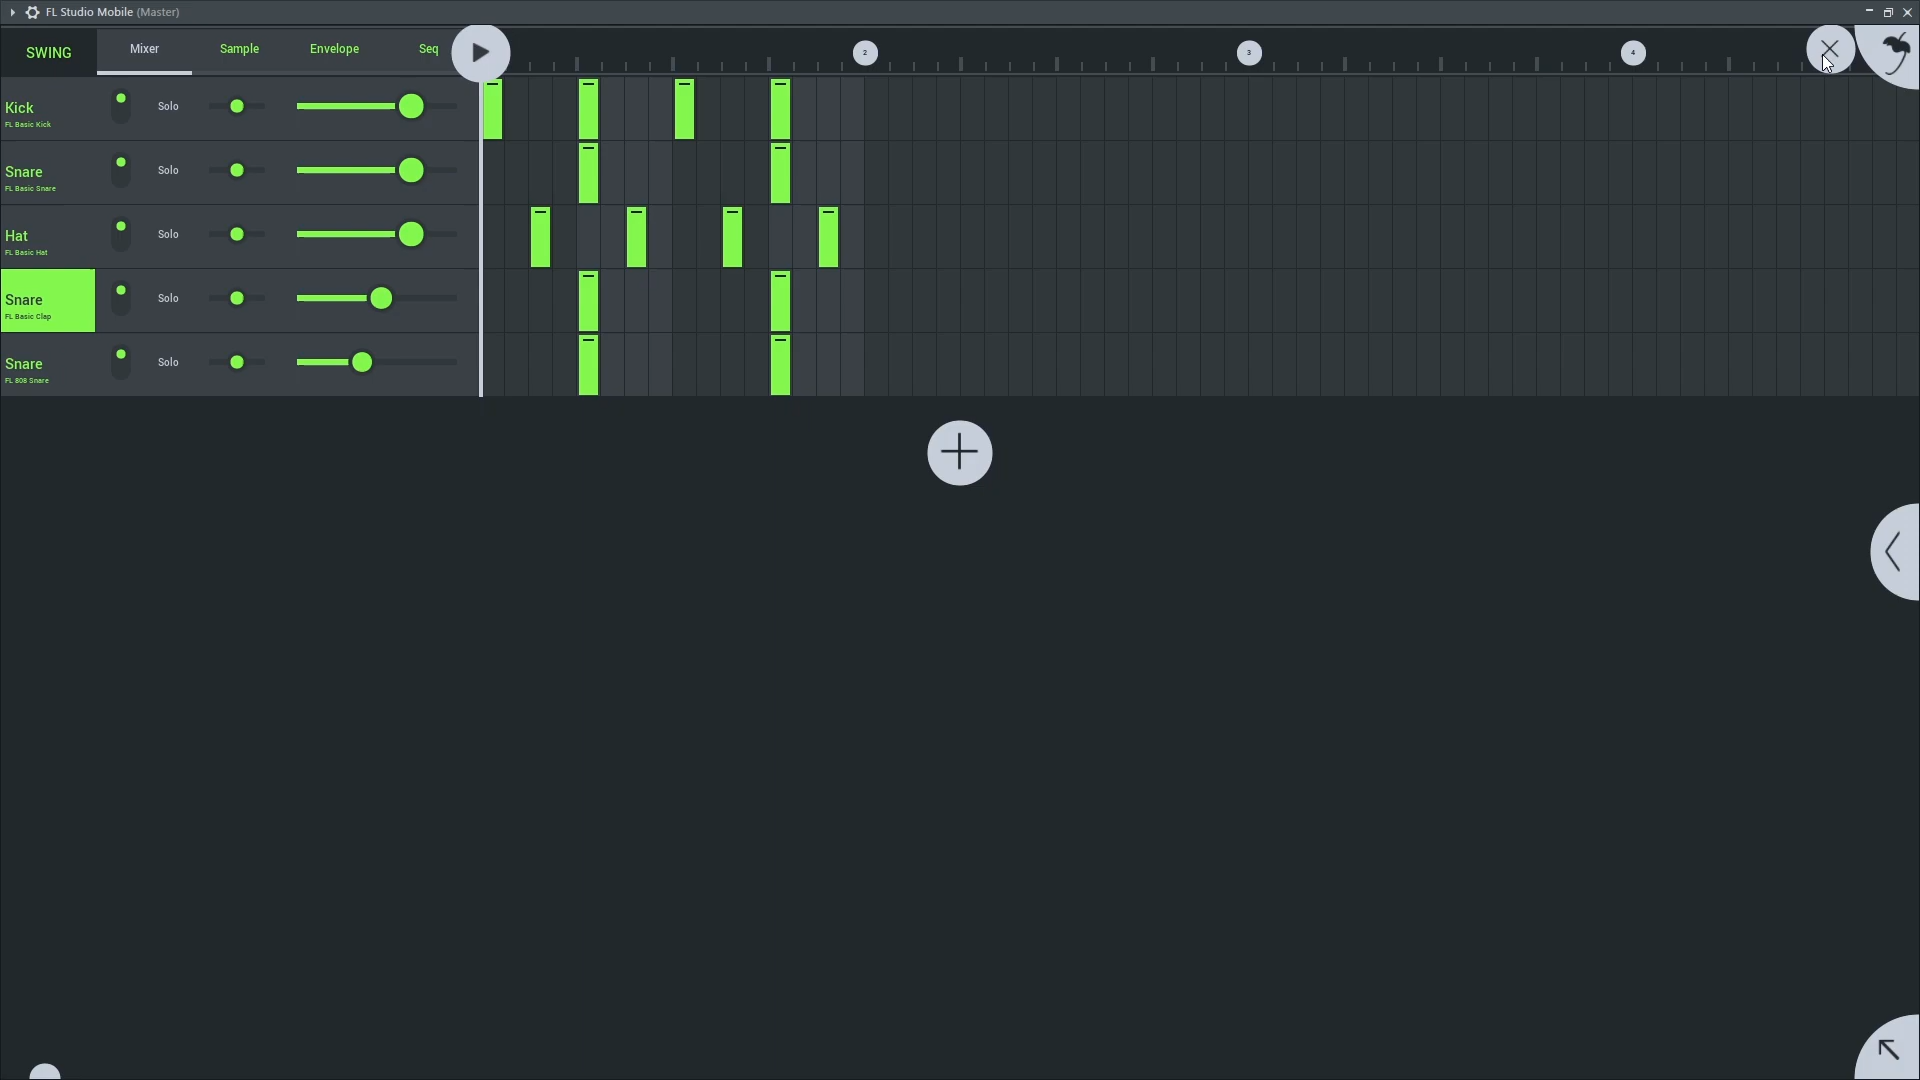 FL Studio Mobile (Master)
SWING Mixer Sample Envelope Seq 2 3 4
Kick Solo
FL Basic Kick
Snare Solo
FL Basic Snare
Hat Solo
FL Basic Hat
Snare Solo
FL Basic Clap
Snare Solo
FL 808 Snare